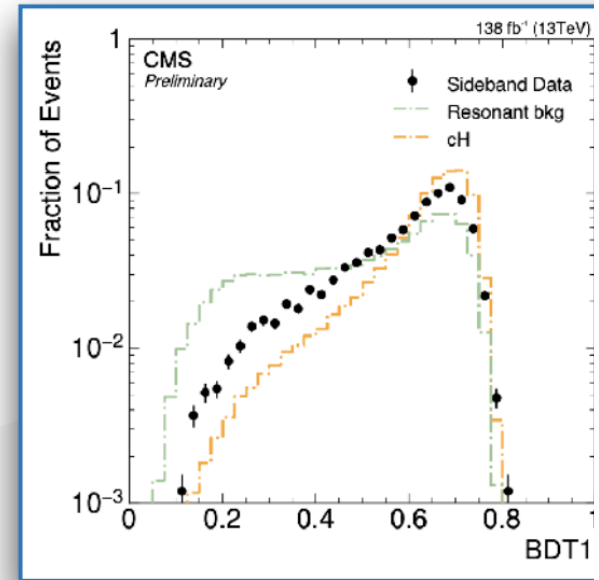 138 fb⁻¹ (13TeV)
CMS
Preliminary
Sideband Data
Resonant bkg
cH
Fraction of Events
1
10⁻¹
10⁻²
10⁻³
0 0.2 0.4 0.6 0.8 1
BDT1